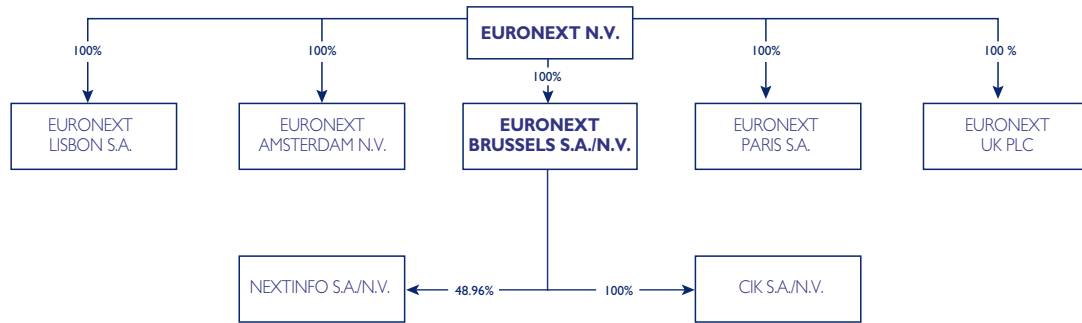 EURONEXT N.V.
100%
100%
100%
100%
100 %
EURONEXT
LISBON S.A.
EURONEXT
AMSTERDAM N.V.
EURONEXT
BRUSSELS S.A./N.V.
EURONEXT
PARIS S.A.
EURONEXT
UK PLC
NEXTINFO S.A./N.V.
48.96%
100%
CIK S.A./N.V.